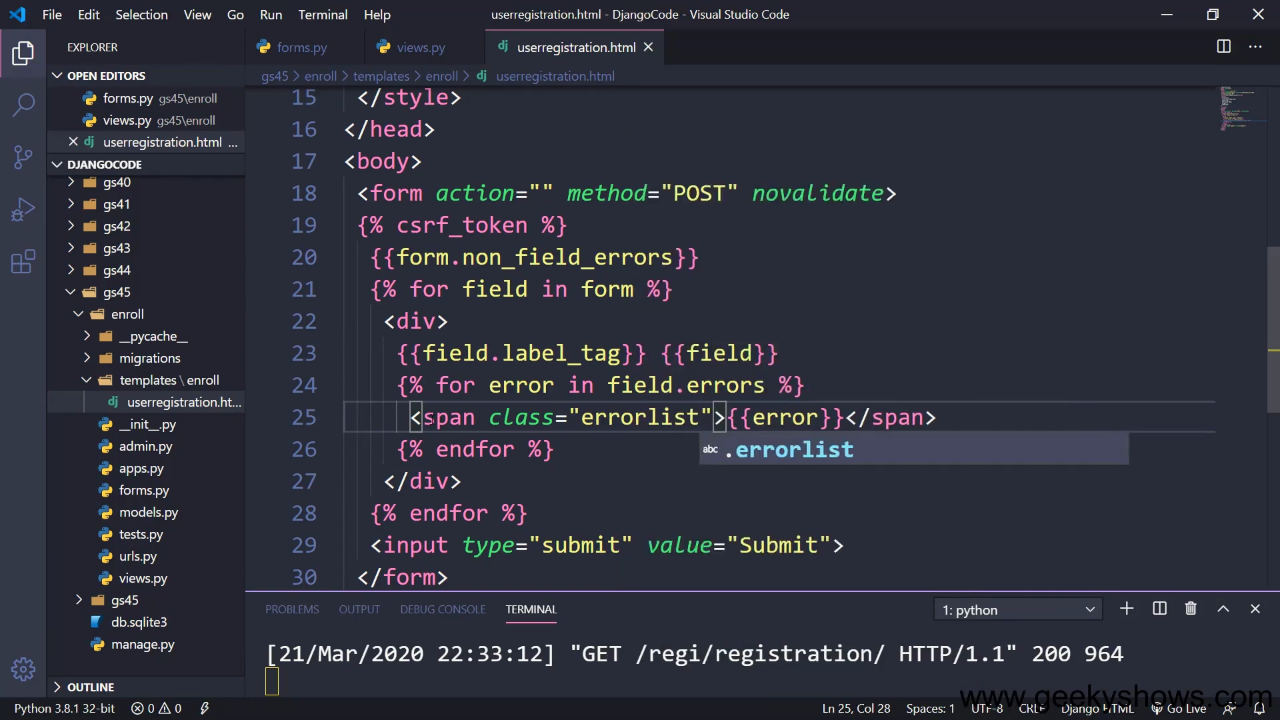 File Edit Selection View Go Run Terminal Help userregistration.html - DjangoCode - Visual Studio Code
EXPLORER
OPEN EDITORS
forms.py gs45\enroll
views.py gs45\enroll
userregistration.html ...
DJANGOCODE
gs40
gs41
gs42
gs43
gs44
gs45
enroll
__pycache__
migrations
templates \ enroll
userregistration.ht...
__init__.py
admin.py
apps.py
forms.py
models.py
tests.py
urls.py
views.py
gs45
db.sqlite3
manage.py
OUTLINE
forms.py views.py userregistration.html
gs45 > enroll > templates > enroll > userregistration.html
15 </style>
16 </head>
17 <body>
18 <form action="" method="POST" novalidate>
19 {% csrf_token %}
20 {{form.non_field_errors}}
21 {% for field in form %}
22 <div>
23 {{field.label_tag}} {{field}}
24 {% for error in field.errors %}
25 <span class="errorlist">{{error}}</span>
26 {% endfor %}
abc .errorlist
27 </div>
28 {% endfor %}
29 <input type="submit" value="Submit">
30 </form>
PROBLEMS OUTPUT DEBUG CONSOLE TERMINAL 1: python
[21/Mar/2020 22:33:12] "GET /regi/registration/ HTTP/1.1" 200 964
www.geekyshows.com
Python 3.8.1 32-bit 0 0 Ln 25, Col 28 Spaces: 1 UTF-8 CRLF Django HTML Go Live